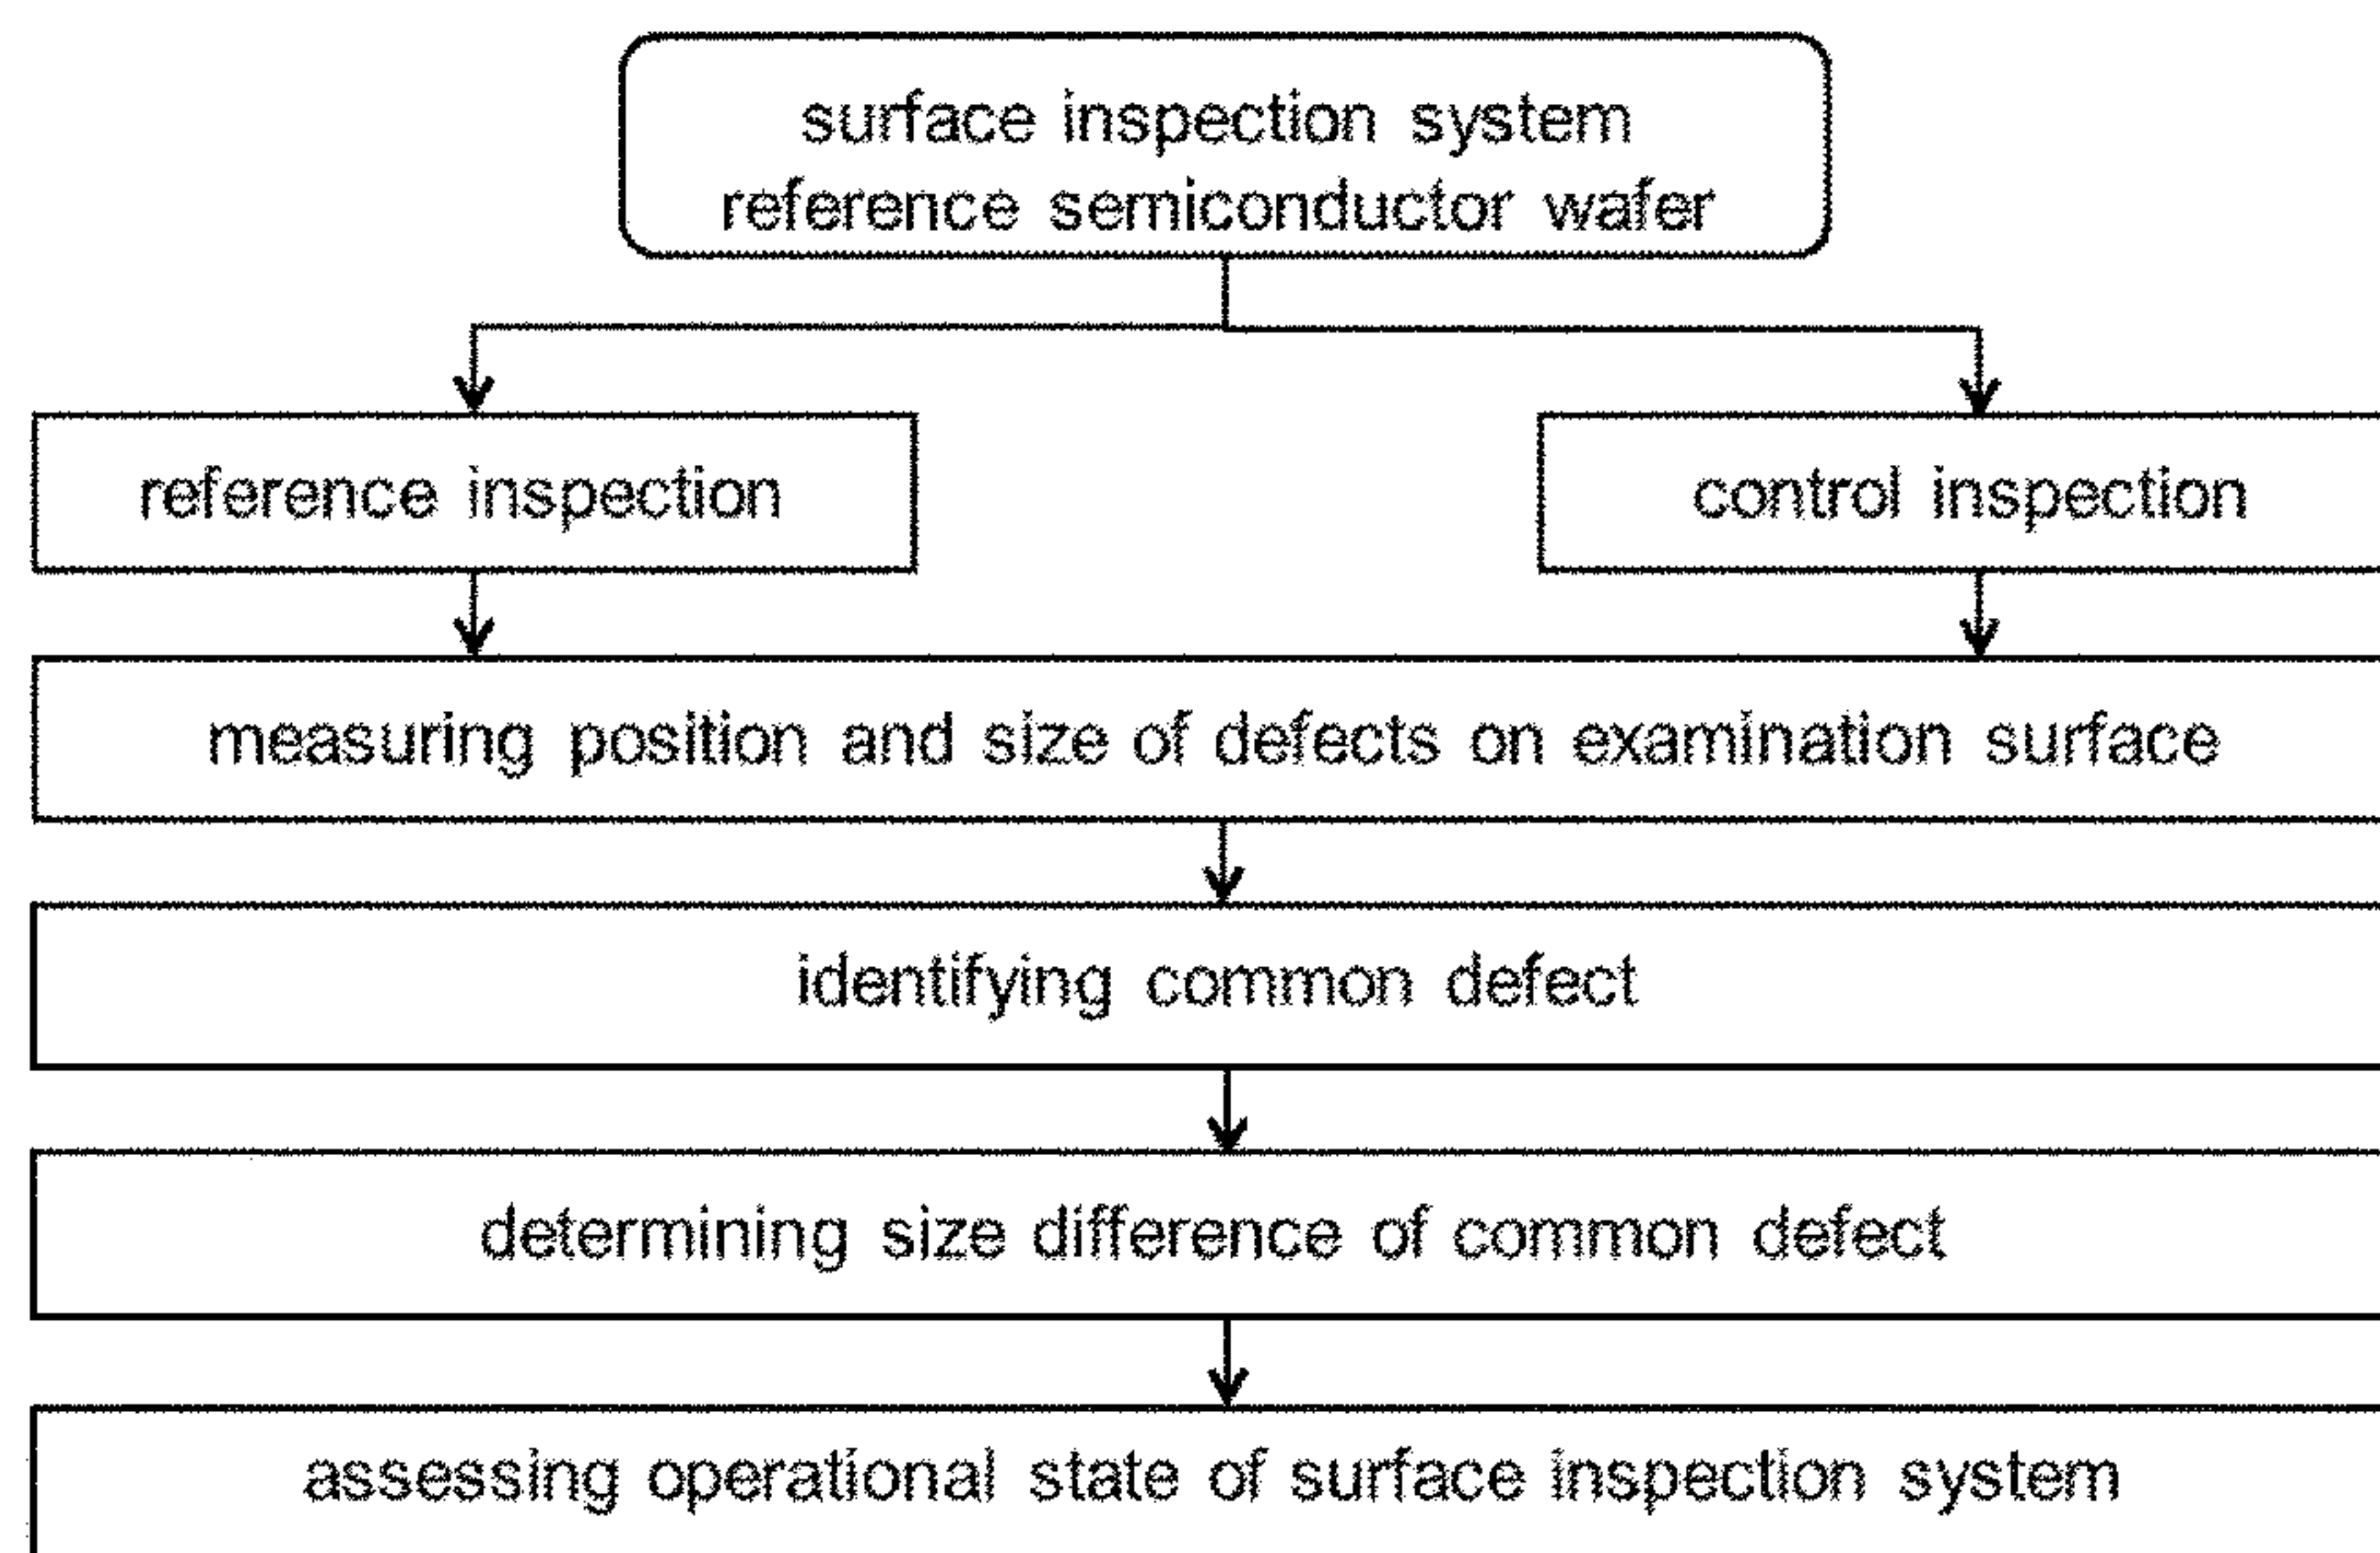 surface inspection system
reference semiconductor wafer
reference inspection
control inspection
measuring position and size of defects on examination surface
identifying common defect
determining size difference of common defect
assessing operational state of surface inspection system